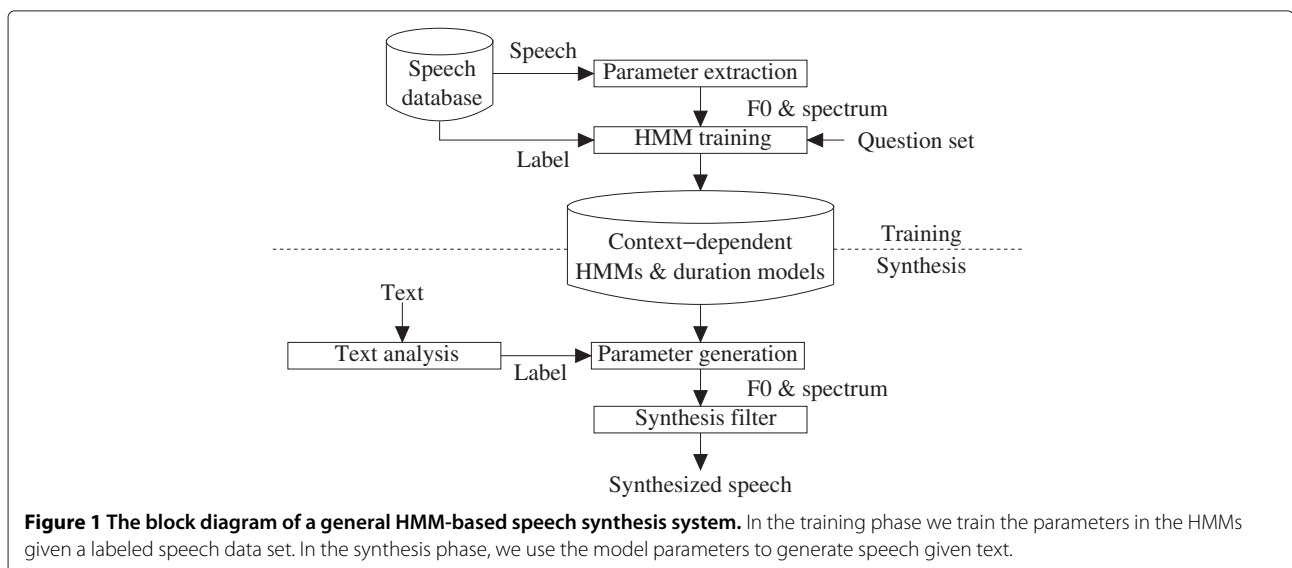 Speech
Speech
database
Parameter extraction
F0 & spectrum
HMM training
Label
Question set
Context−dependent
HMMs & duration models
Training
Synthesis
Text
Text analysis
Label
Parameter generation
F0 & spectrum
Synthesis filter
Synthesized speech
Figure 1 The block diagram of a general HMM-based speech synthesis system. In the training phase we train the parameters in the HMMs
given a labeled speech data set. In the synthesis phase, we use the model parameters to generate speech given text.